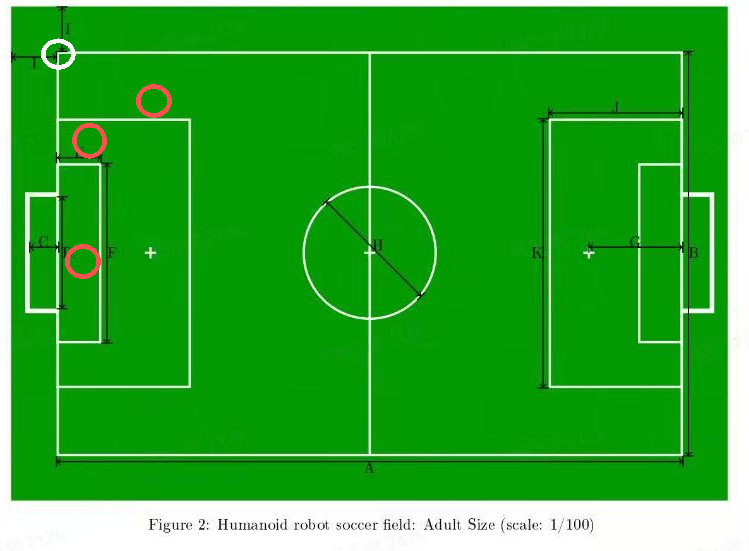 I
I
J
C
F
H
K
G
B
A
Figure 2: Humanoid robot soccer field: Adult Size (scale: 1/100)